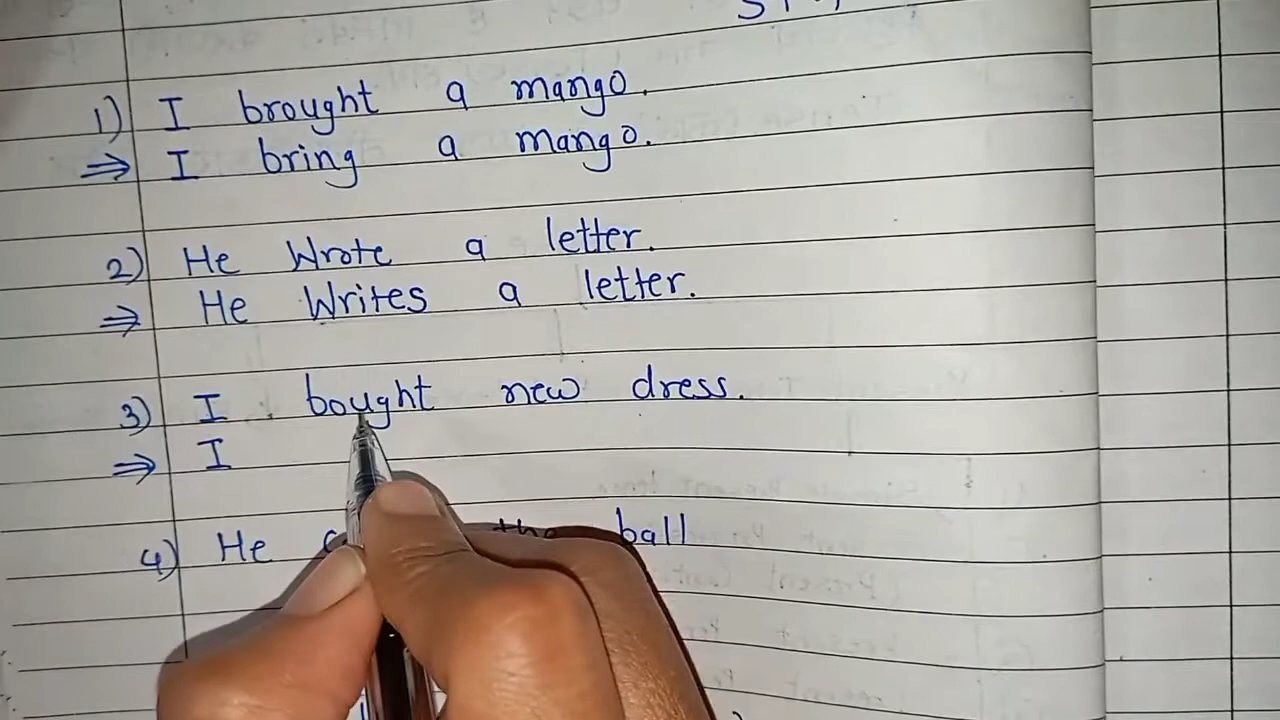 1) I brought a mango.
⇒ I bring a mango.
2) He Wrote a letter.
⇒ He Writes a letter.
3) I bought new dress.
⇒ I
4) He the ball